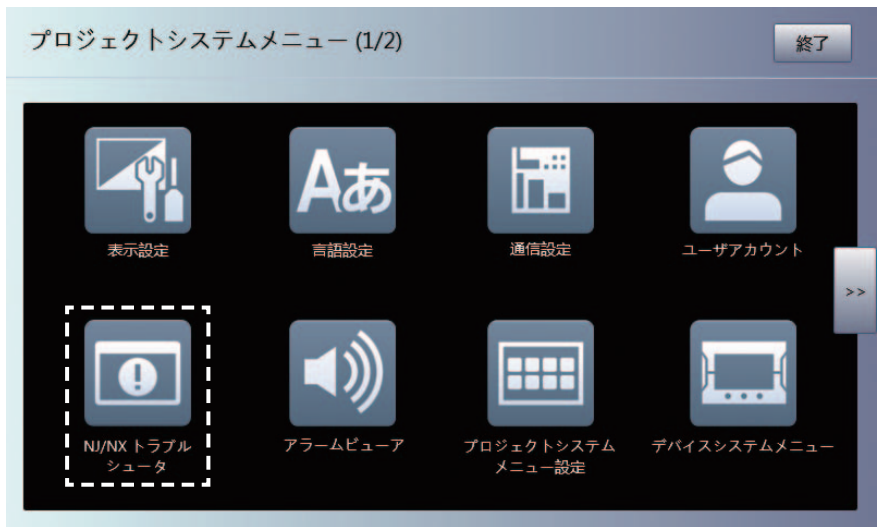 プロジェクトシステムメニュー (1/2)
終了
Aあ
表示設定
言語設定
通信設定
ユーザアカウント
>>
NJ/NX トラブル
シュータ
アラームビューア
プロジェクトシステム
メニュー設定
デバイスシステムメニュー